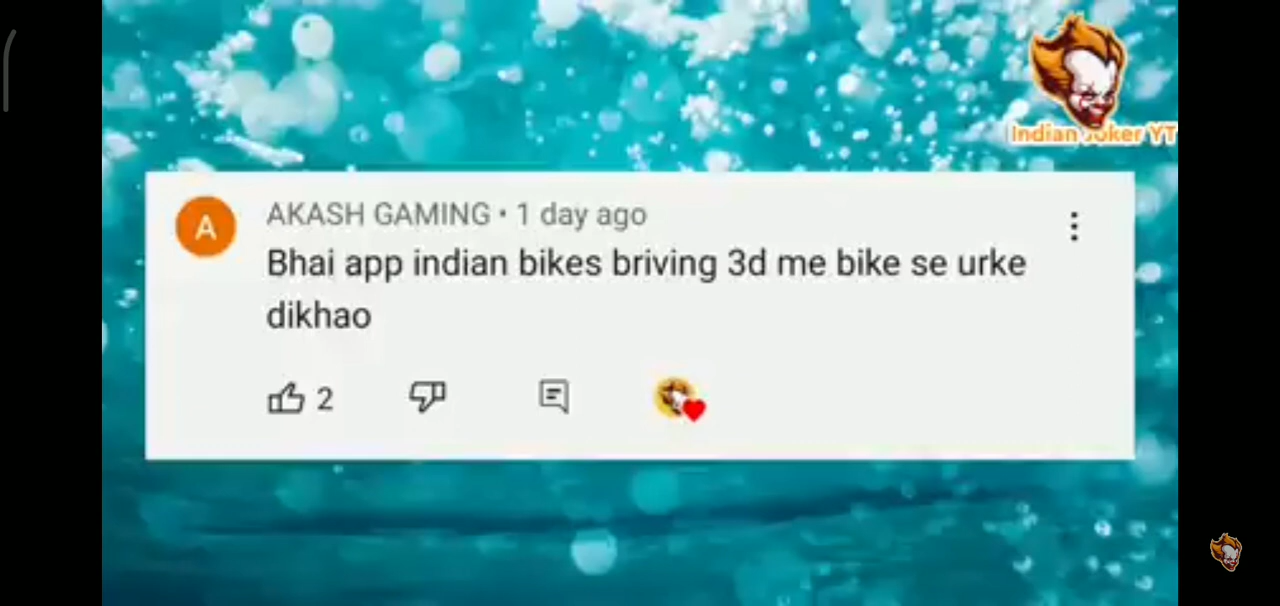 Indian Joker YT
A
AKASH GAMING • 1 day ago
Bhai app indian bikes briving 3d me bike se urke
dikhao
2